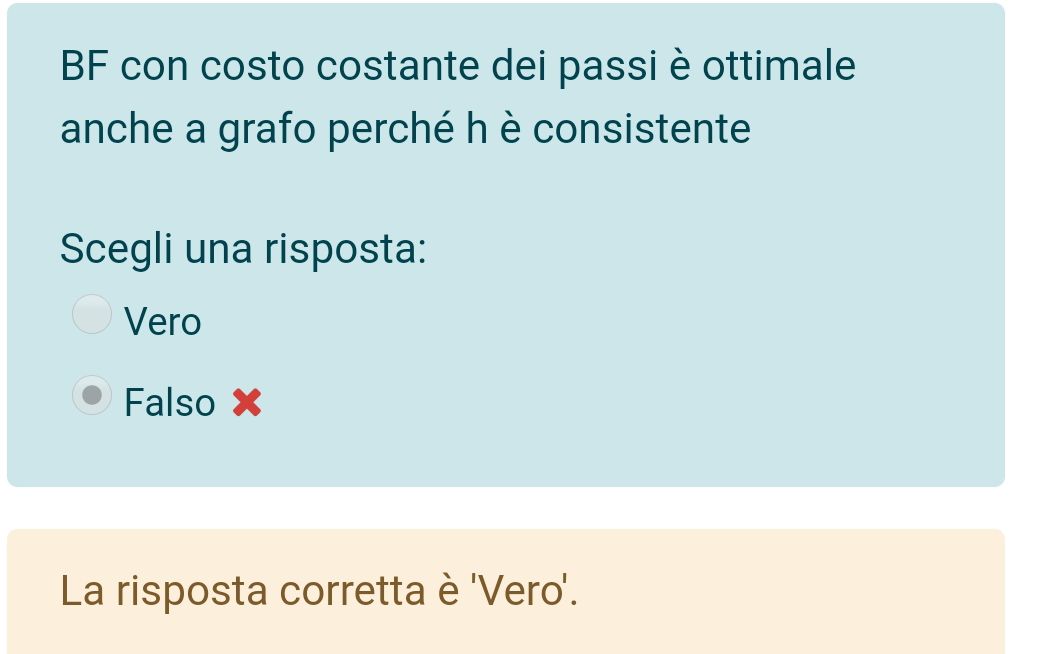 BF con costo costante dei passi è ottimale
anche a grafo perché h è consistente
Scegli una risposta:
Vero
Falso
La risposta corretta è 'Vero'.